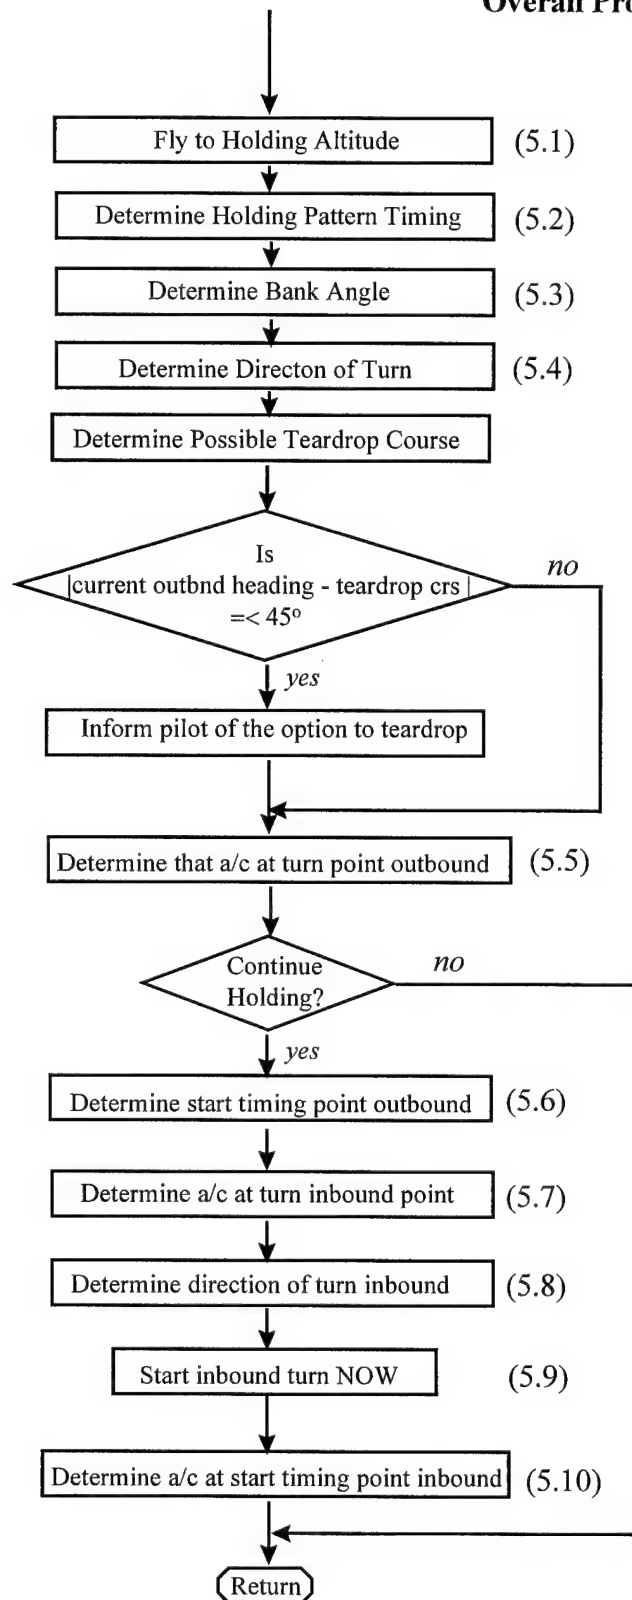 Overall Pro
Fly to Holding Altitude (5.1)
Determine Holding Pattern Timing (5.2)
Determine Bank Angle (5.3)
Determine Directon of Turn (5.4)
Determine Possible Teardrop Course
Is
|current outbnd heading - teardrop crs|
=< 45º
no
yes
Inform pilot of the option to teardrop
Determine that a/c at turn point outbound (5.5)
Continue
Holding?
no
yes
Determine start timing point outbound (5.6)
Determine a/c at turn inbound point (5.7)
Determine direction of turn inbound (5.8)
Start inbound turn NOW (5.9)
Determine a/c at start timing point inbound (5.10)
Return